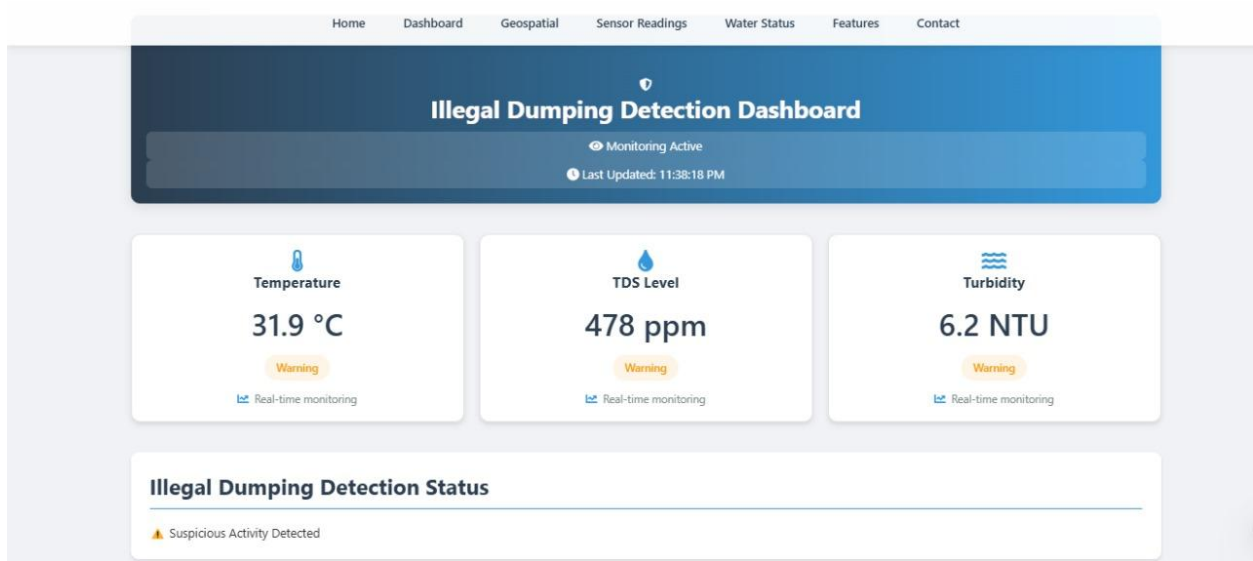 Home Dashboard Geospatial Sensor Readings Water Status Features Contact
Illegal Dumping Detection Dashboard
Monitoring Active
Last Updated: 11:38:18 PM
Temperature
31.9 °C
Warning
Real-time monitoring
TDS Level
478 ppm
Warning
Real-time monitoring
Turbidity
6.2 NTU
Warning
Real-time monitoring
Illegal Dumping Detection Status
Suspicious Activity Detected